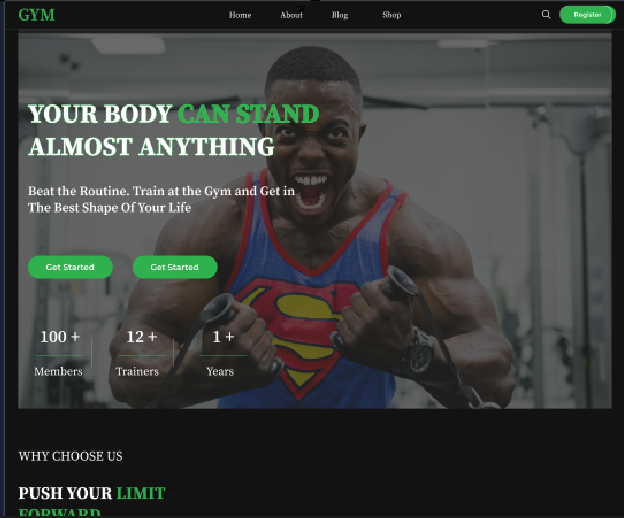 GYM
Home About Blog Shop
Register
YOUR BODY CAN STAND
ALMOST ANYTHING
Beat the Routine. Train at the Gym and Get in
The Best Shape Of Your Life
Get Started Get Started
100 + 12 + 1 +
Members Trainers Years
WHY CHOOSE US
PUSH YOUR LIMIT
FORWARD